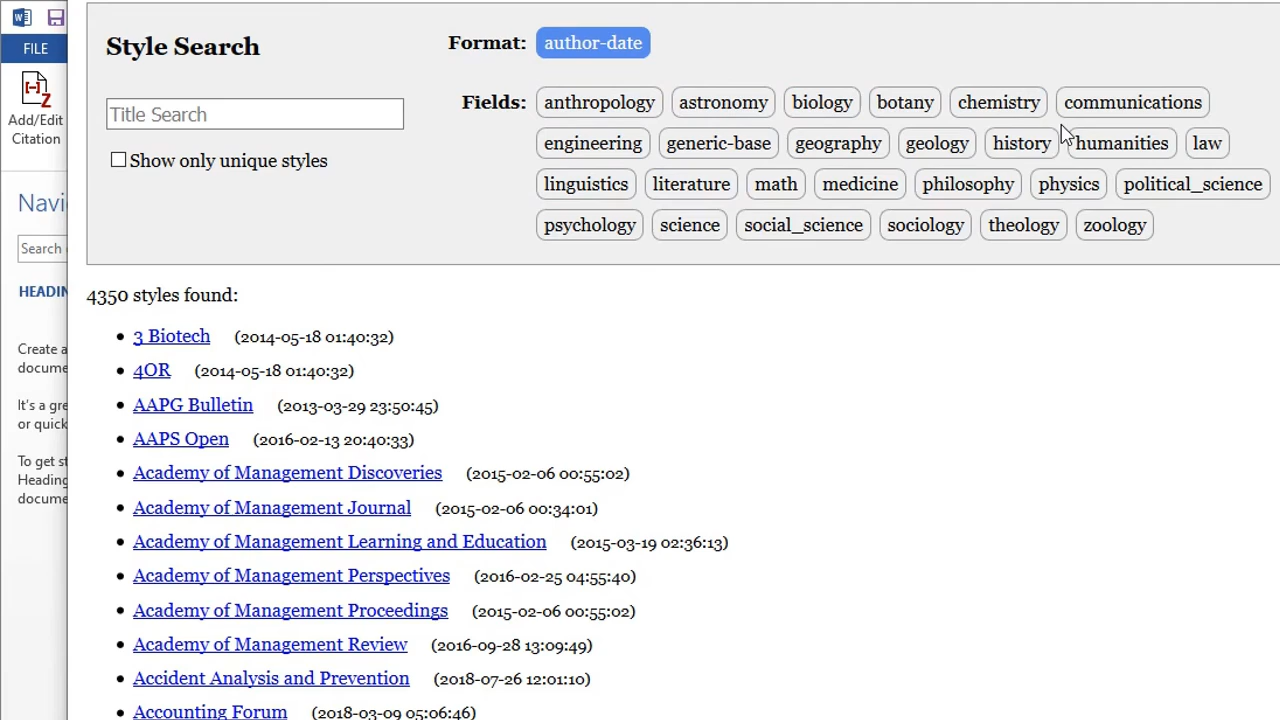 FILE
Add/Edit
Citation
Navi
Search
HEADIN
Create a
docume
It's a gre
or quick
To get st
Heading
docume
Style Search
Title Search
Show only unique styles
Format: author-date
Fields: anthropology astronomy biology botany chemistry communications
engineering generic-base geography geology history humanities law
linguistics literature math medicine philosophy physics political_science
psychology science social_science sociology theology zoology
4350 styles found:
• 3 Biotech (2014-05-18 01:40:32)
• 4OR (2014-05-18 01:40:32)
• AAPG Bulletin (2013-03-29 23:50:45)
• AAPS Open (2016-02-13 20:40:33)
• Academy of Management Discoveries (2015-02-06 00:55:02)
• Academy of Management Journal (2015-02-06 00:34:01)
• Academy of Management Learning and Education (2015-03-19 02:36:13)
• Academy of Management Perspectives (2016-02-25 04:55:40)
• Academy of Management Proceedings (2015-02-06 00:55:02)
• Academy of Management Review (2016-09-28 13:09:49)
• Accident Analysis and Prevention (2018-07-26 12:01:10)
• Accounting Forum (2018-03-09 05:06:46)